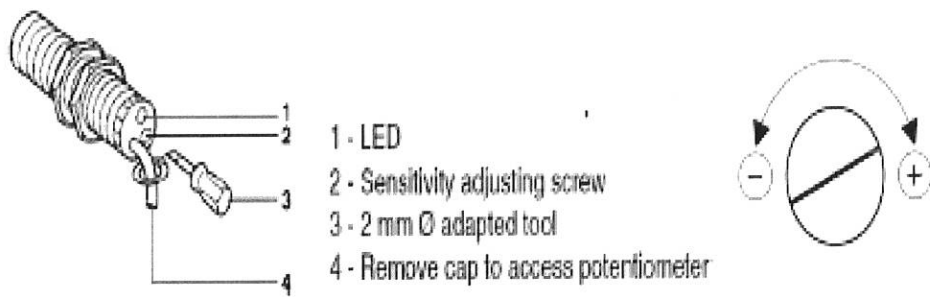 1
2
3
4
1 - LED
2 - Sensitivity adjusting screw
3 - 2 mm Ø adapted tool
4 - Remove cap to access potentiometer
− +